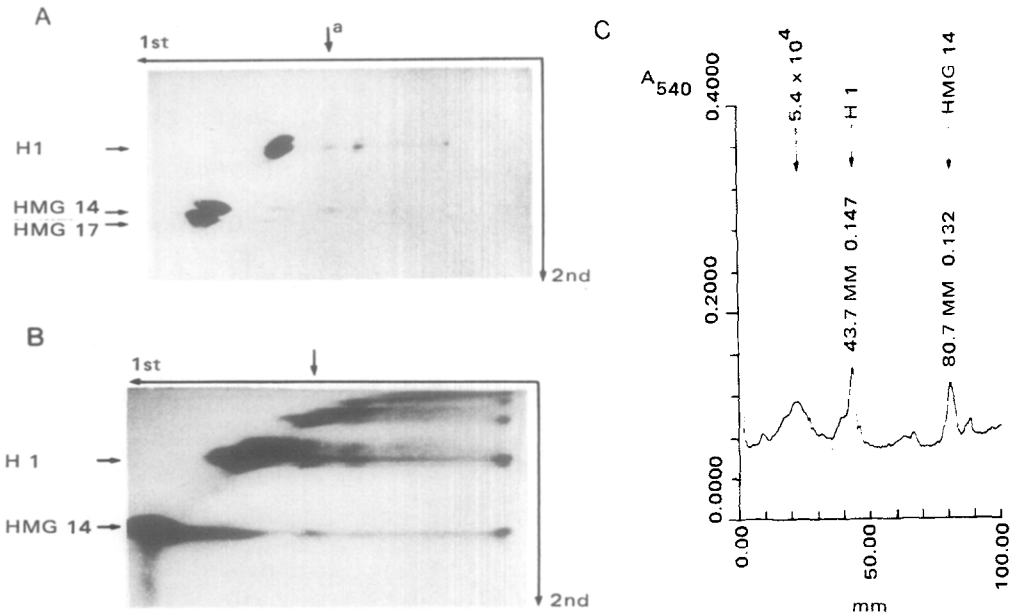 A
1st
a
H1
HMG 14
HMG 17
2nd
B
1st
H 1
HMG 14
2nd
C
A540
0.4000
0.2000
0.0000
5.4 × 10⁴
H 1
HMG 14
43.7 MM 0.147
80.7 MM 0.132
0.00
50.00
100.00
mm